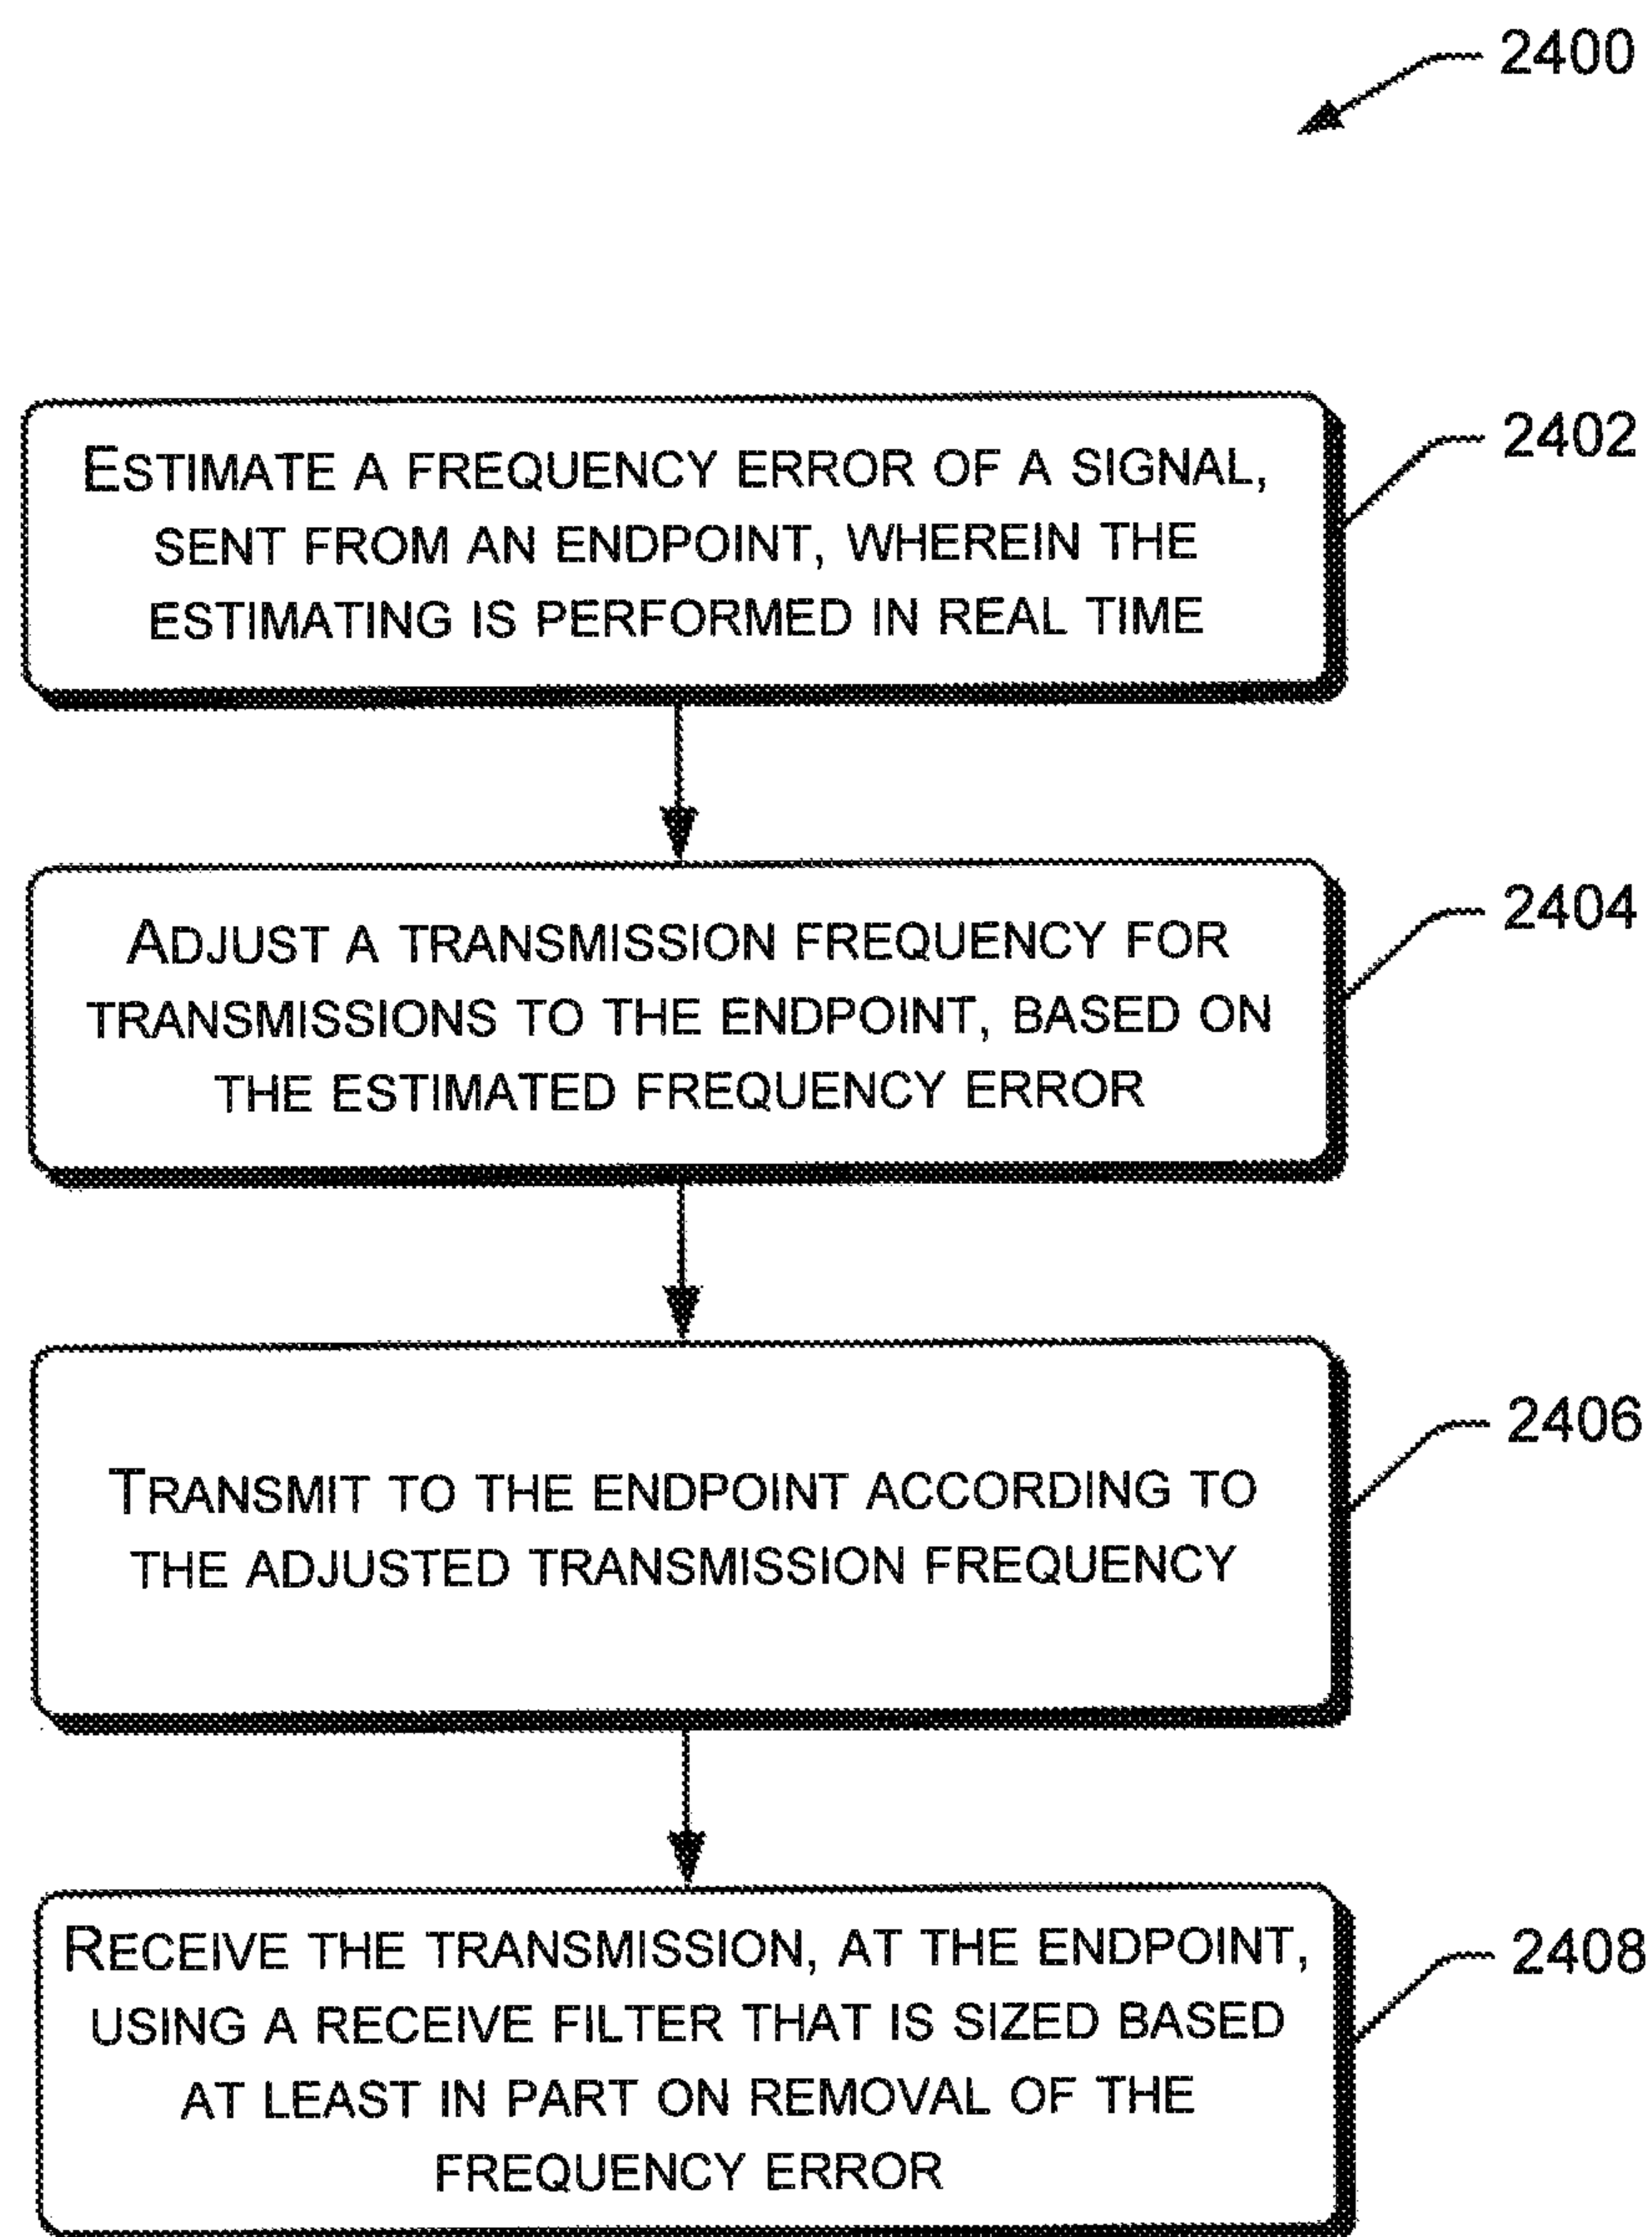 2400
ESTIMATE A FREQUENCY ERROR OF A SIGNAL,
SENT FROM AN ENDPOINT, WHEREIN THE
ESTIMATING IS PERFORMED IN REAL TIME
2402
ADJUST A TRANSMISSION FREQUENCY FOR
TRANSMISSIONS TO THE ENDPOINT, BASED ON
THE ESTIMATED FREQUENCY ERROR
2404
TRANSMIT TO THE ENDPOINT ACCORDING TO
THE ADJUSTED TRANSMISSION FREQUENCY
2406
RECEIVE THE TRANSMISSION, AT THE ENDPOINT,
USING A RECEIVE FILTER THAT IS SIZED BASED
AT LEAST IN PART ON REMOVAL OF THE
FREQUENCY ERROR
2408